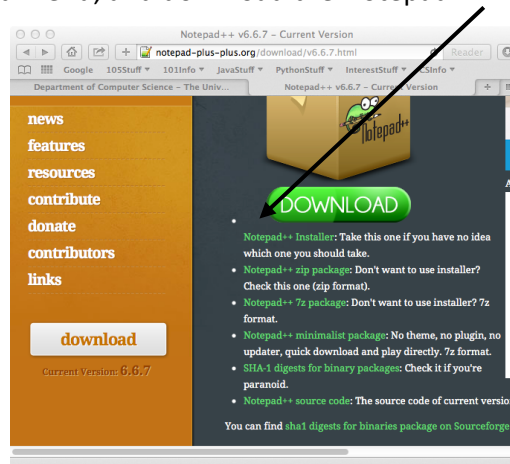 Notepad++ v6.6.7 – Current Version
notepad-plus-plus.org/download/v6.6.7.html
Reader
Google 105Stuff 101Info JavaStuff PythonStuff InterestStuff CSInfo
Department of Computer Science – The Univ... Notepad++ v6.6.7 – Current Version
news
features
resources
contribute
donate
contributors
links
download
Current Version: 6.6.7
Notepad++
DOWNLOAD
Notepad++ Installer: Take this one if you have no idea
which one you should take.
Notepad++ zip package: Don't want to use installer?
Check this one (zip format).
Notepad++ 7z package: Don't want to use installer? 7z
format.
Notepad++ minimalist package: No theme, no plugin, no
updater, quick download and play directly. 7z format.
SHA-1 digests for binary packages: Check it if you're
paranoid.
Notepad++ source code: The source code of current versio
You can find sha1 digests for binaries package on Sourceforge